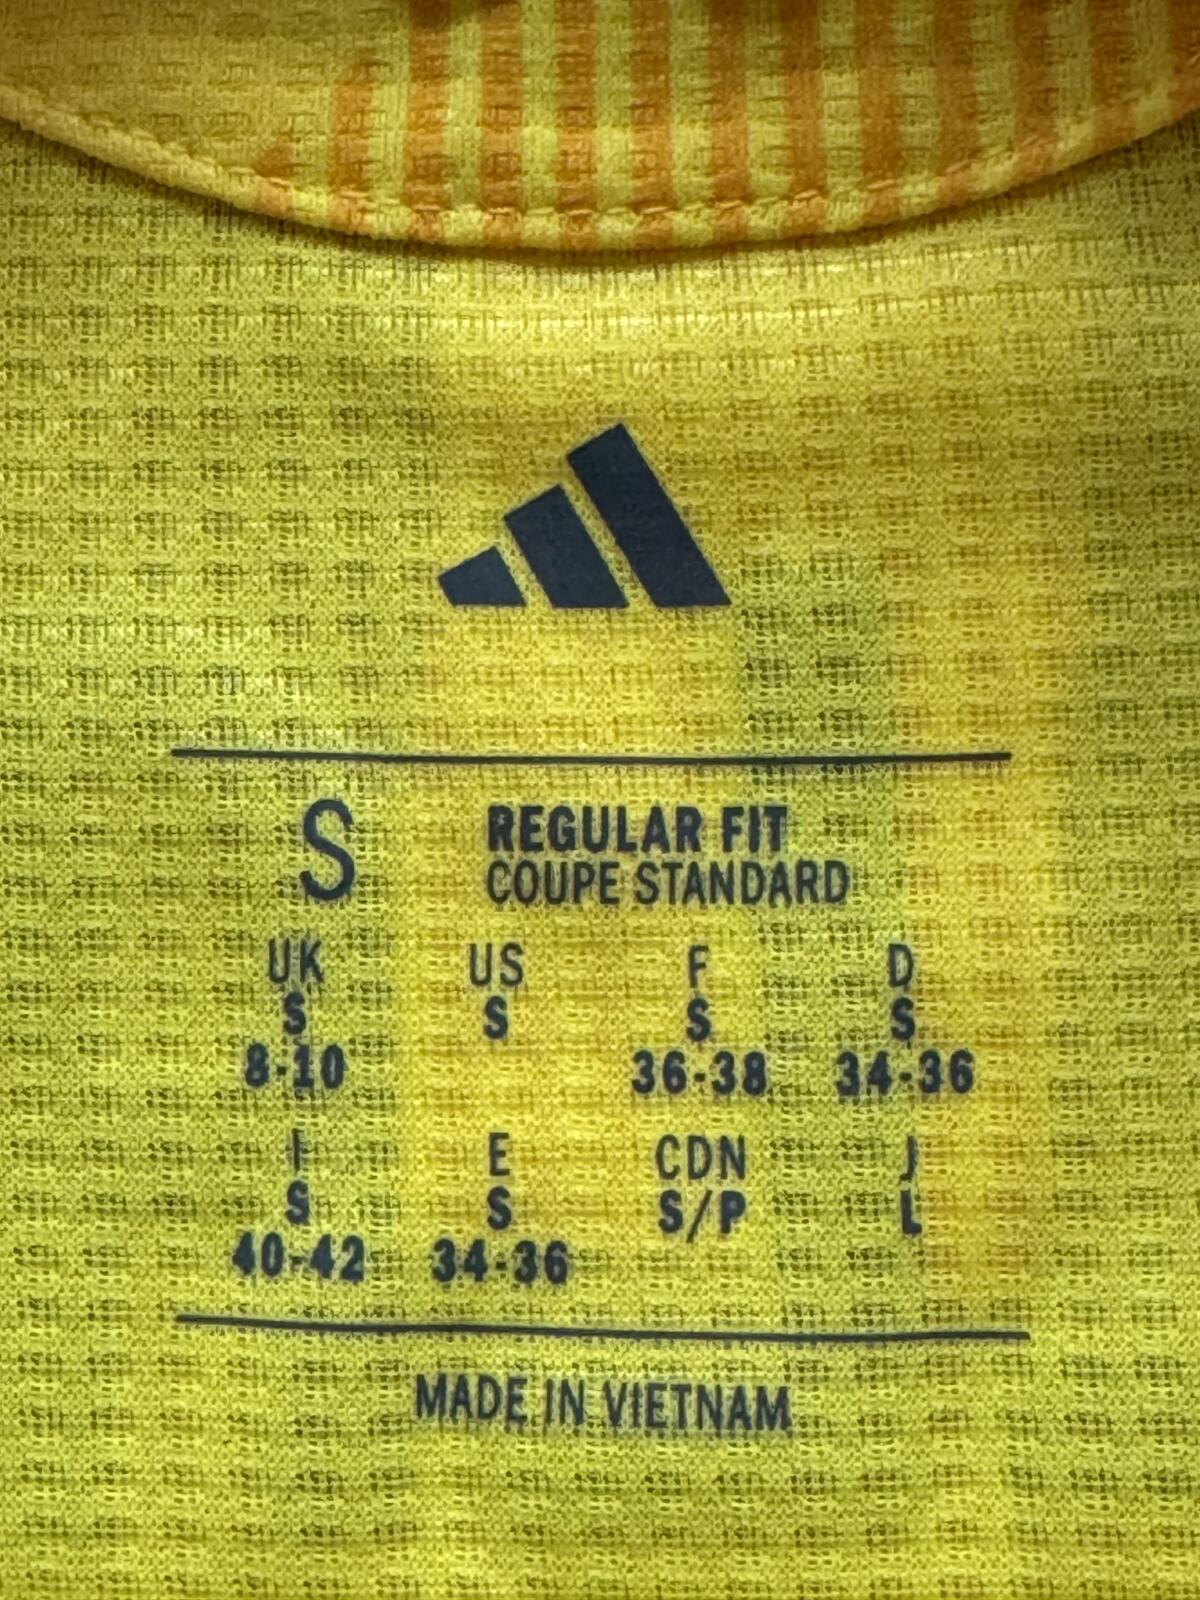 S REGULAR FIT
COUPE STANDARD
UK US F D
S S S S
8-10 36-38 34-36
I E CDN J
S S S/P L
40-42 34-36
MADE IN VIETNAM